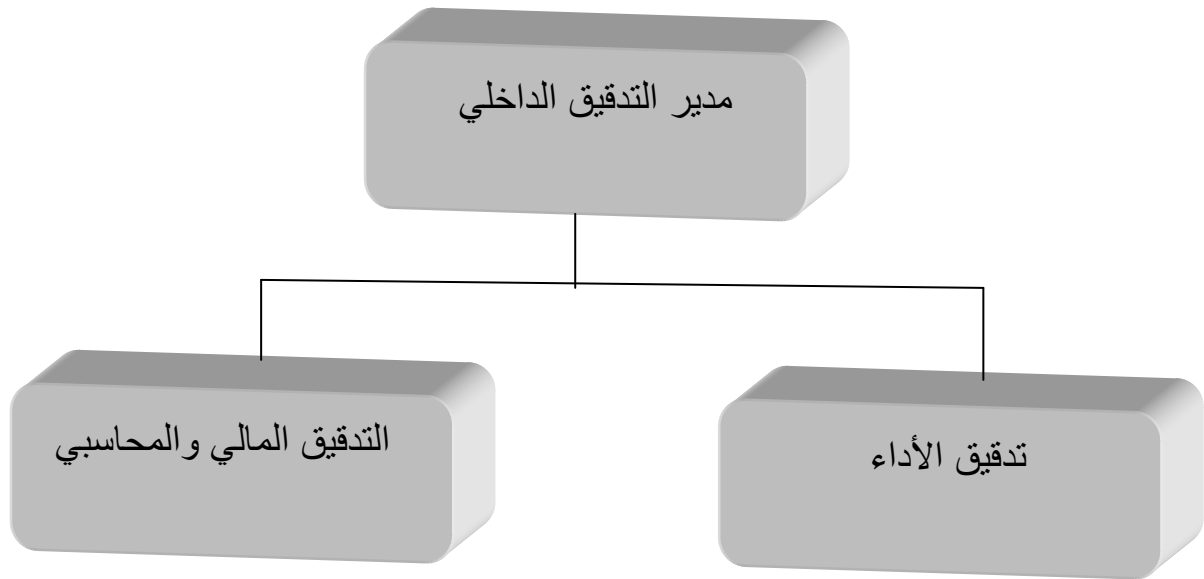 مدير التدقيق الداخلي
تدقيق الأداء
التدقيق المالي والمحاسبي